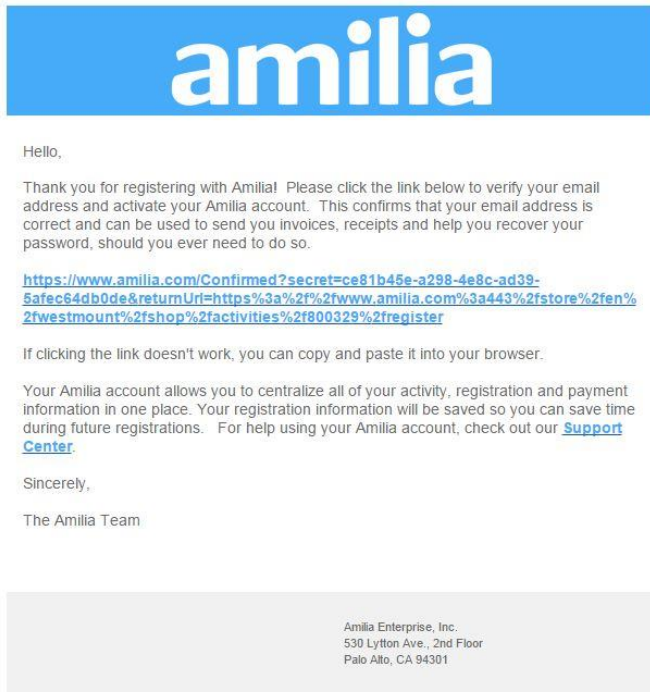 amilia
Hello,
Thank you for registering with Amilia!  Please click the link below to verify your email
address and activate your Amilia account.  This confirms that your email address is
correct and can be used to send you invoices, receipts and help you recover your
password, should you ever need to do so.
https://www.amilia.com/Confirmed?secret=ce81b45e-a298-4e8c-ad39-
5afec64db0de&returnUrl=https%3a%2f%2fwww.amilia.com%3a443%2fstore%2fen%
2fwestmount%2fshop%2factivities%2f800329%2fregister
If clicking the link doesn't work, you can copy and paste it into your browser.
Your Amilia account allows you to centralize all of your activity, registration and payment
information in one place. Your registration information will be saved so you can save time
during future registrations.   For help using your Amilia account, check out our Support
Center.
Sincerely,
The Amilia Team
Amilia Enterprise, Inc.
530 Lytton Ave., 2nd Floor
Palo Alto, CA 94301